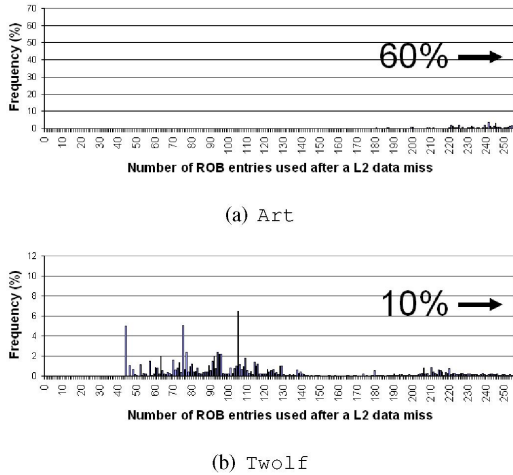 Frequency (%)
70
60
50
40
30
20
10
0
60%
0 10 20 30 40 50 60 70 80 90 100 110 120 130 140 150 160 170 180 190 200 210 220 230 240 250
Number of ROB entries used after a L2 data miss
(a) Art
Frequency (%)
12
10
8
6
4
2
0
10%
0 10 20 30 40 50 60 70 80 90 100 110 120 130 140 150 160 170 180 190 200 210 220 230 240 250
Number of ROB entries used after a L2 data miss
(b) Twolf